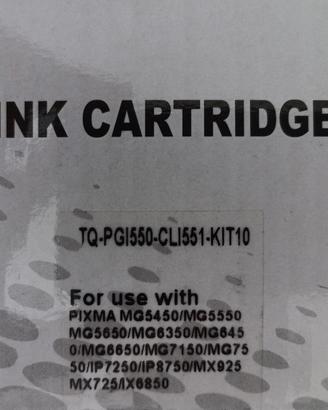 INK CARTRIDGE
TQ-PGI550-CLI551-KIT10
For use with
PIXMA MG5450/MG5550
MG5650/MG6350/MG645
0/MG6650/MG7150/MG75
50/IP7250/IP8750/MX925
MX725/IX6850